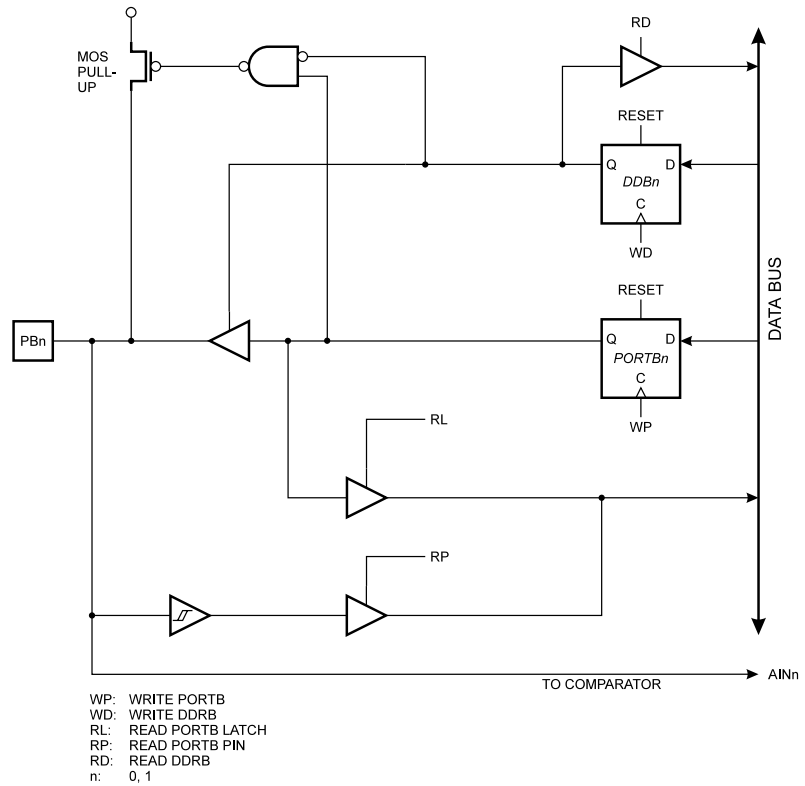 RD
MOS
PULL-
UP
RESET
Q
D
DDBn
C
WD
DATA BUS
RESET
PBn
Q
D
PORTBn
C
WP
RL
RP
TO COMPARATOR
AINn
WP: WRITE PORTB
WD: WRITE DDRB
RL: READ PORTB LATCH
RP: READ PORTB PIN
RD: READ DDRB
n: 0, 1